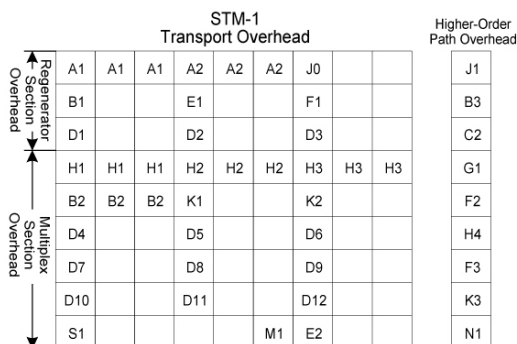 STM-1
Transport Overhead
Higher-Order
Path Overhead
Regenerator
Section
Overhead
A1 A1 A1 A2 A2 A2 J0 J1
B1 E1 F1 B3
D1 D2 D3 C2
Multiplex
Section
Overhead
H1 H1 H1 H2 H2 H2 H3 H3 H3 G1
B2 B2 B2 K1 K2 F2
D4 D5 D6 H4
D7 D8 D9 F3
D10 D11 D12 K3
S1 M1 E2 N1